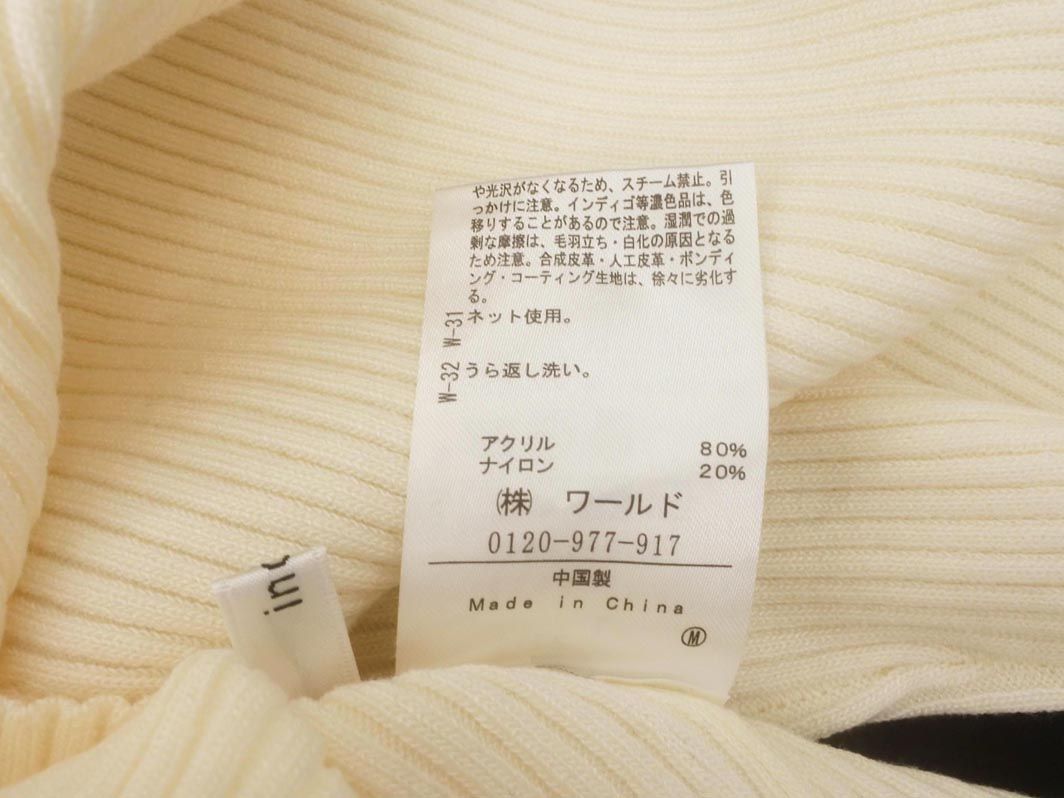 や光沢がなくなるため、スチーム禁止。引
っかけに注意。インディゴ等濃色品は、色
移りすることがあるので注意。湿潤での過
剰な摩擦は、毛羽立ち・白化の原因となる
ため注意。合成皮革・人工皮革・ボンディ
ング・コーティング生地は、徐々に劣化す
る。
W-31 ネット使用。
W-32 うら返し洗い。
アクリル 80%
ナイロン 20%
㈱ ワールド
0120-977-917
中国製
Made in China
Ⓜ